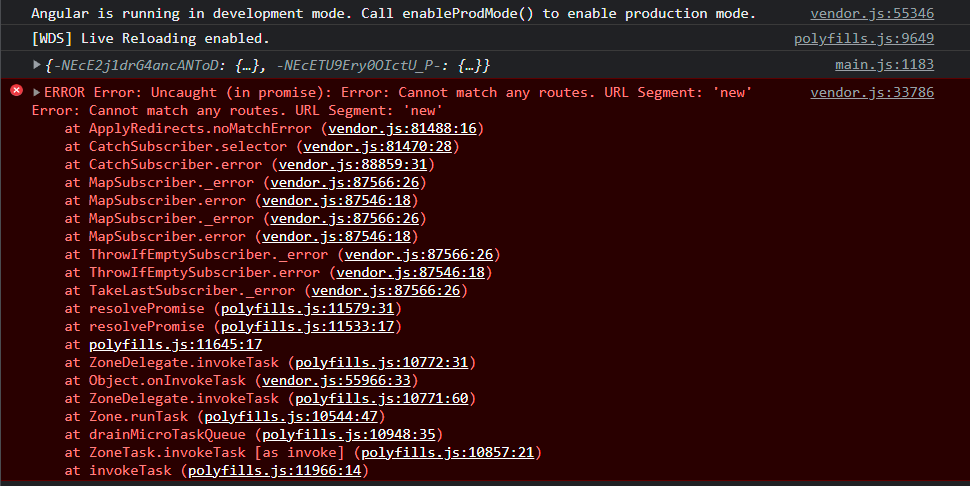 Angular is running in development mode. Call enableProdMode() to enable production mode. vendor.js:55346
[WDS] Live Reloading enabled. polyfills.js:9649
{-NEcE2j1drG4ancANToD: {…}, -NEcETU9Ery0OIctU_P-: {…}} main.js:1183
ERROR Error: Uncaught (in promise): Error: Cannot match any routes. URL Segment: 'new' vendor.js:33786
Error: Cannot match any routes. URL Segment: 'new'
at ApplyRedirects.noMatchError (vendor.js:81488:16)
at CatchSubscriber.selector (vendor.js:81470:28)
at CatchSubscriber.error (vendor.js:88859:31)
at MapSubscriber._error (vendor.js:87566:26)
at MapSubscriber.error (vendor.js:87546:18)
at MapSubscriber._error (vendor.js:87566:26)
at MapSubscriber.error (vendor.js:87546:18)
at ThrowIfEmptySubscriber._error (vendor.js:87566:26)
at ThrowIfEmptySubscriber.error (vendor.js:87546:18)
at TakeLastSubscriber._error (vendor.js:87566:26)
at resolvePromise (polyfills.js:11579:31)
at resolvePromise (polyfills.js:11533:17)
at polyfills.js:11645:17
at ZoneDelegate.invokeTask (polyfills.js:10772:31)
at Object.onInvokeTask (vendor.js:55966:33)
at ZoneDelegate.invokeTask (polyfills.js:10771:60)
at Zone.runTask (polyfills.js:10544:47)
at drainMicroTaskQueue (polyfills.js:10948:35)
at ZoneTask.invokeTask [as invoke] (polyfills.js:10857:21)
at invokeTask (polyfills.js:11966:14)